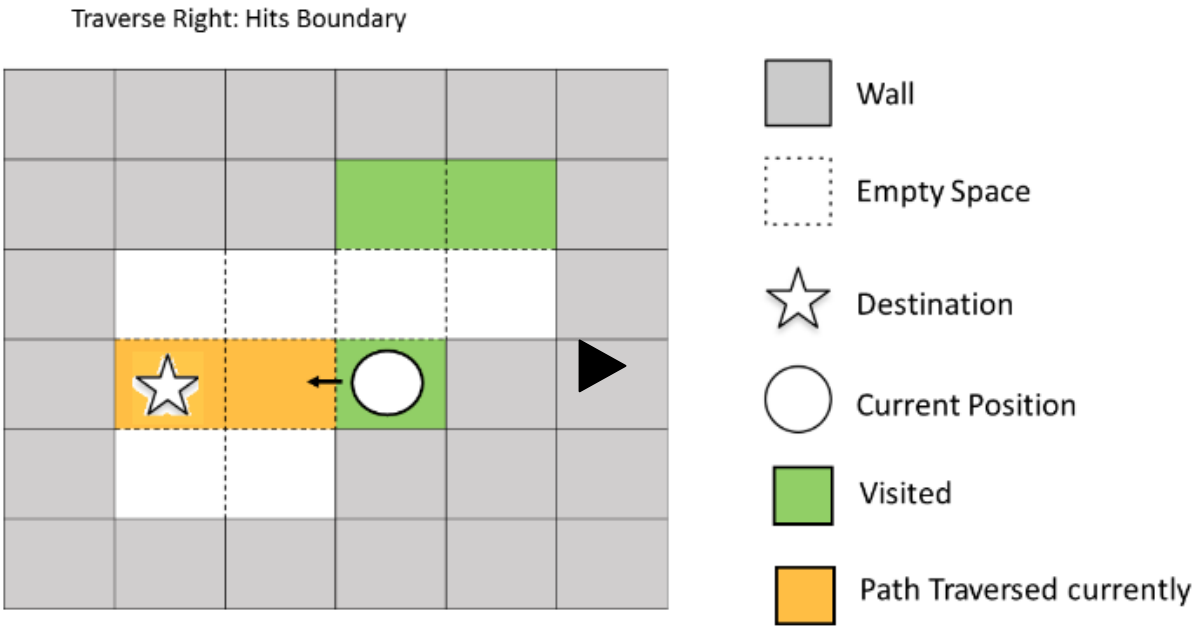 Traverse Right: Hits Boundary
Wall
Empty Space
Destination
Current Position
Visited
Path Traversed currently